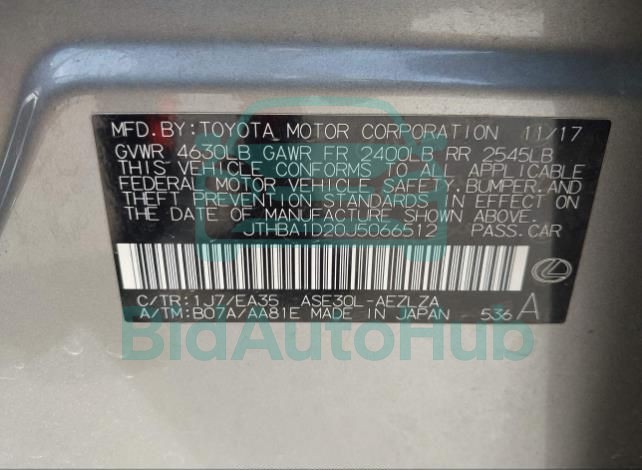 MFD. BY: TOYOTA MOTOR CORPORATION 11/17
GVWR 4630LB GAWR FR 2400LB RR 2545LB
THIS VEHICLE CONFORMS TO ALL APPLICABLE
FEDERAL MOTOR VEHICLE SAFETY, BUMPER, AND
THEFT PREVENTION STANDARDS IN EFFECT ON
THE DATE OF MANUFACTURE SHOWN ABOVE.
JTHBA1D20J5066512 PASS.CAR
C/TR: 1J7/EA35 ASE30L-AEZLZA
A/TM: B07A/AA81E MADE IN JAPAN 536 A
BidAutoHub